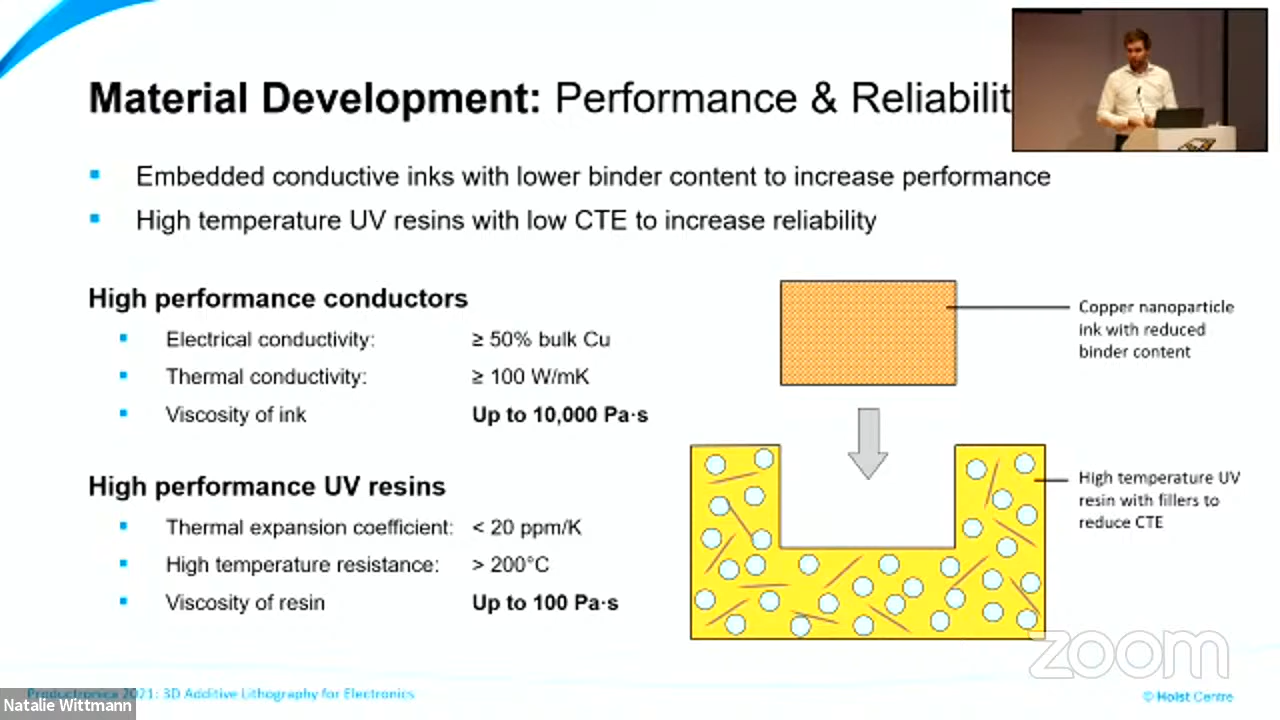 Material Development: Performance & Reliabilit
Embedded conductive inks with lower binder content to increase performance
High temperature UV resins with low CTE to increase reliability
High performance conductors
Electrical conductivity: ≥ 50% bulk Cu
Thermal conductivity: ≥ 100 W/mK
Viscosity of ink Up to 10,000 Pa·s
High performance UV resins
Thermal expansion coefficient: < 20 ppm/K
High temperature resistance: > 200°C
Viscosity of resin Up to 100 Pa·s
Copper nanoparticle
ink with reduced
binder content
High temperature UV
resin with fillers to
reduce CTE
zoom
Productronica 2021: 3D Additive Lithography for Electronics
© Holst Centre
Natalie Wittmann